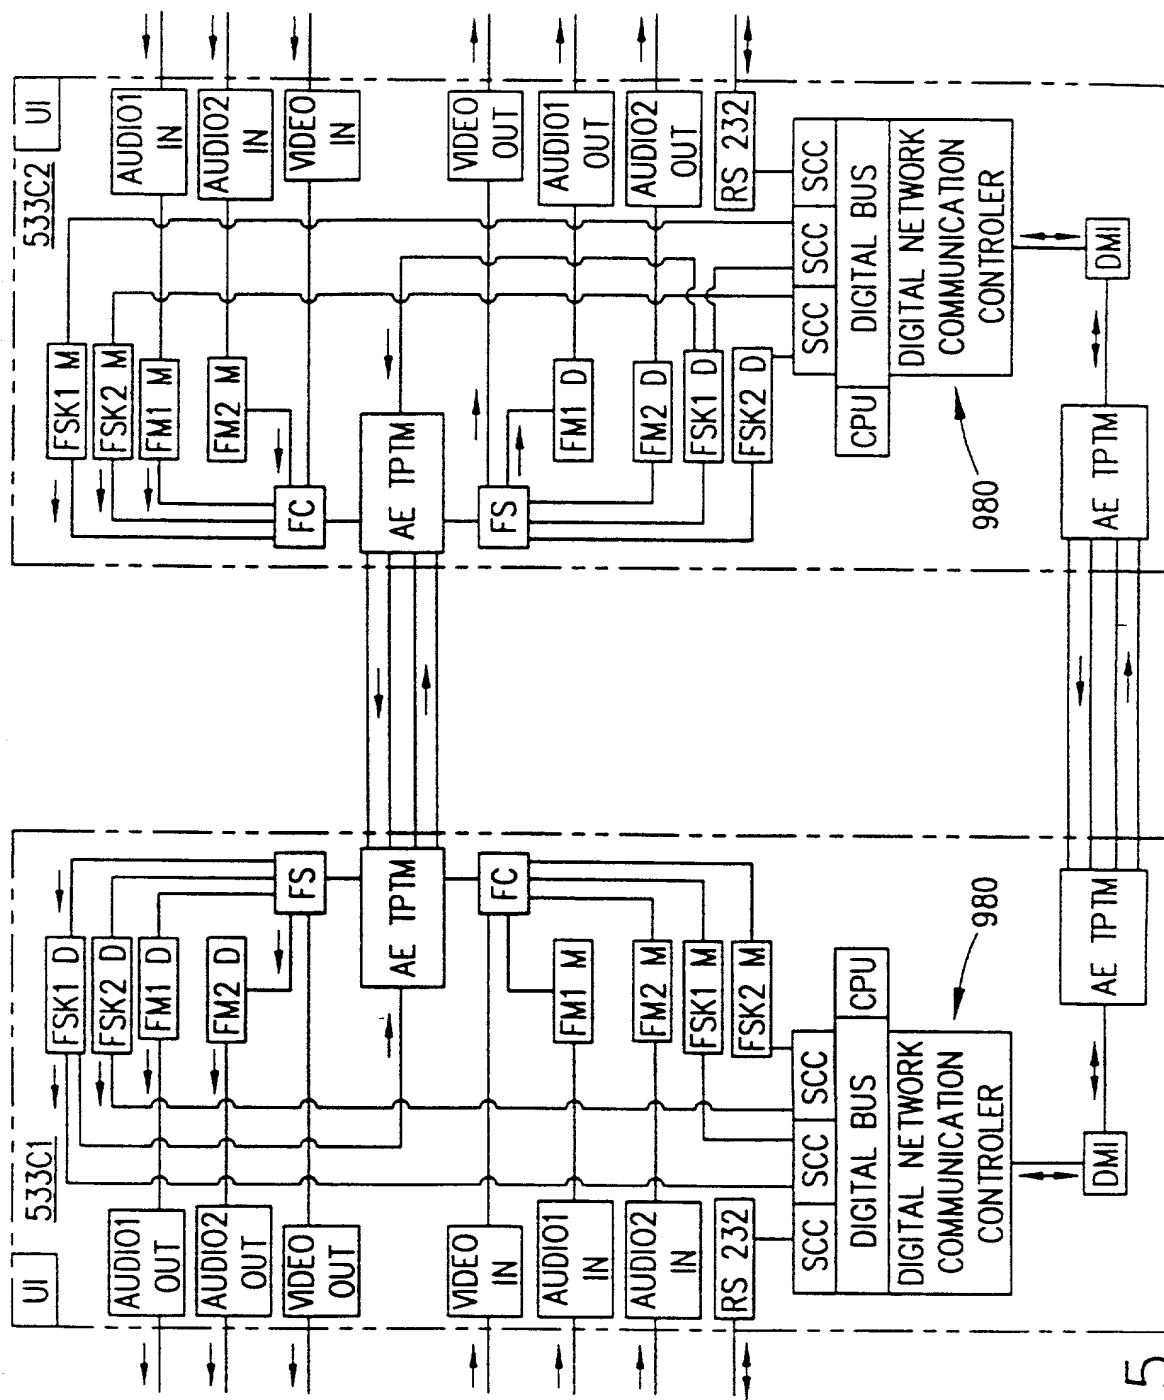 UI
533C1
AUDIO1
OUT
AUDIO2
OUT
VIDEO
OUT
VIDEO
IN
AUDIO1
IN
AUDIO2
IN
RS 232
FSK1 D
FSK2 D
FM1 D
FM2 D
FS
AE TPTM
FC
FM1 M
FM2 M
FSK1 M
FSK2 M
SCC
SCC
SCC
CPU
DIGITAL BUS
DIGITAL NETWORK
COMMUNICATION
CONTROLER
980
DMI
AE TPTM
533C2
UI
FSK1 M
FSK2 M
FM1 M
FM2 M
FC
AE TPTM
FS
FM1 D
FM2 D
FSK1 D
FSK2 D
AUDIO1
IN
AUDIO2
IN
VIDEO
IN
VIDEO
OUT
AUDIO1
OUT
AUDIO2
OUT
RS 232
SCC
SCC
SCC
CPU
DIGITAL BUS
DIGITAL NETWORK
COMMUNICATION
CONTROLER
980
DMI
AE TPTM
5